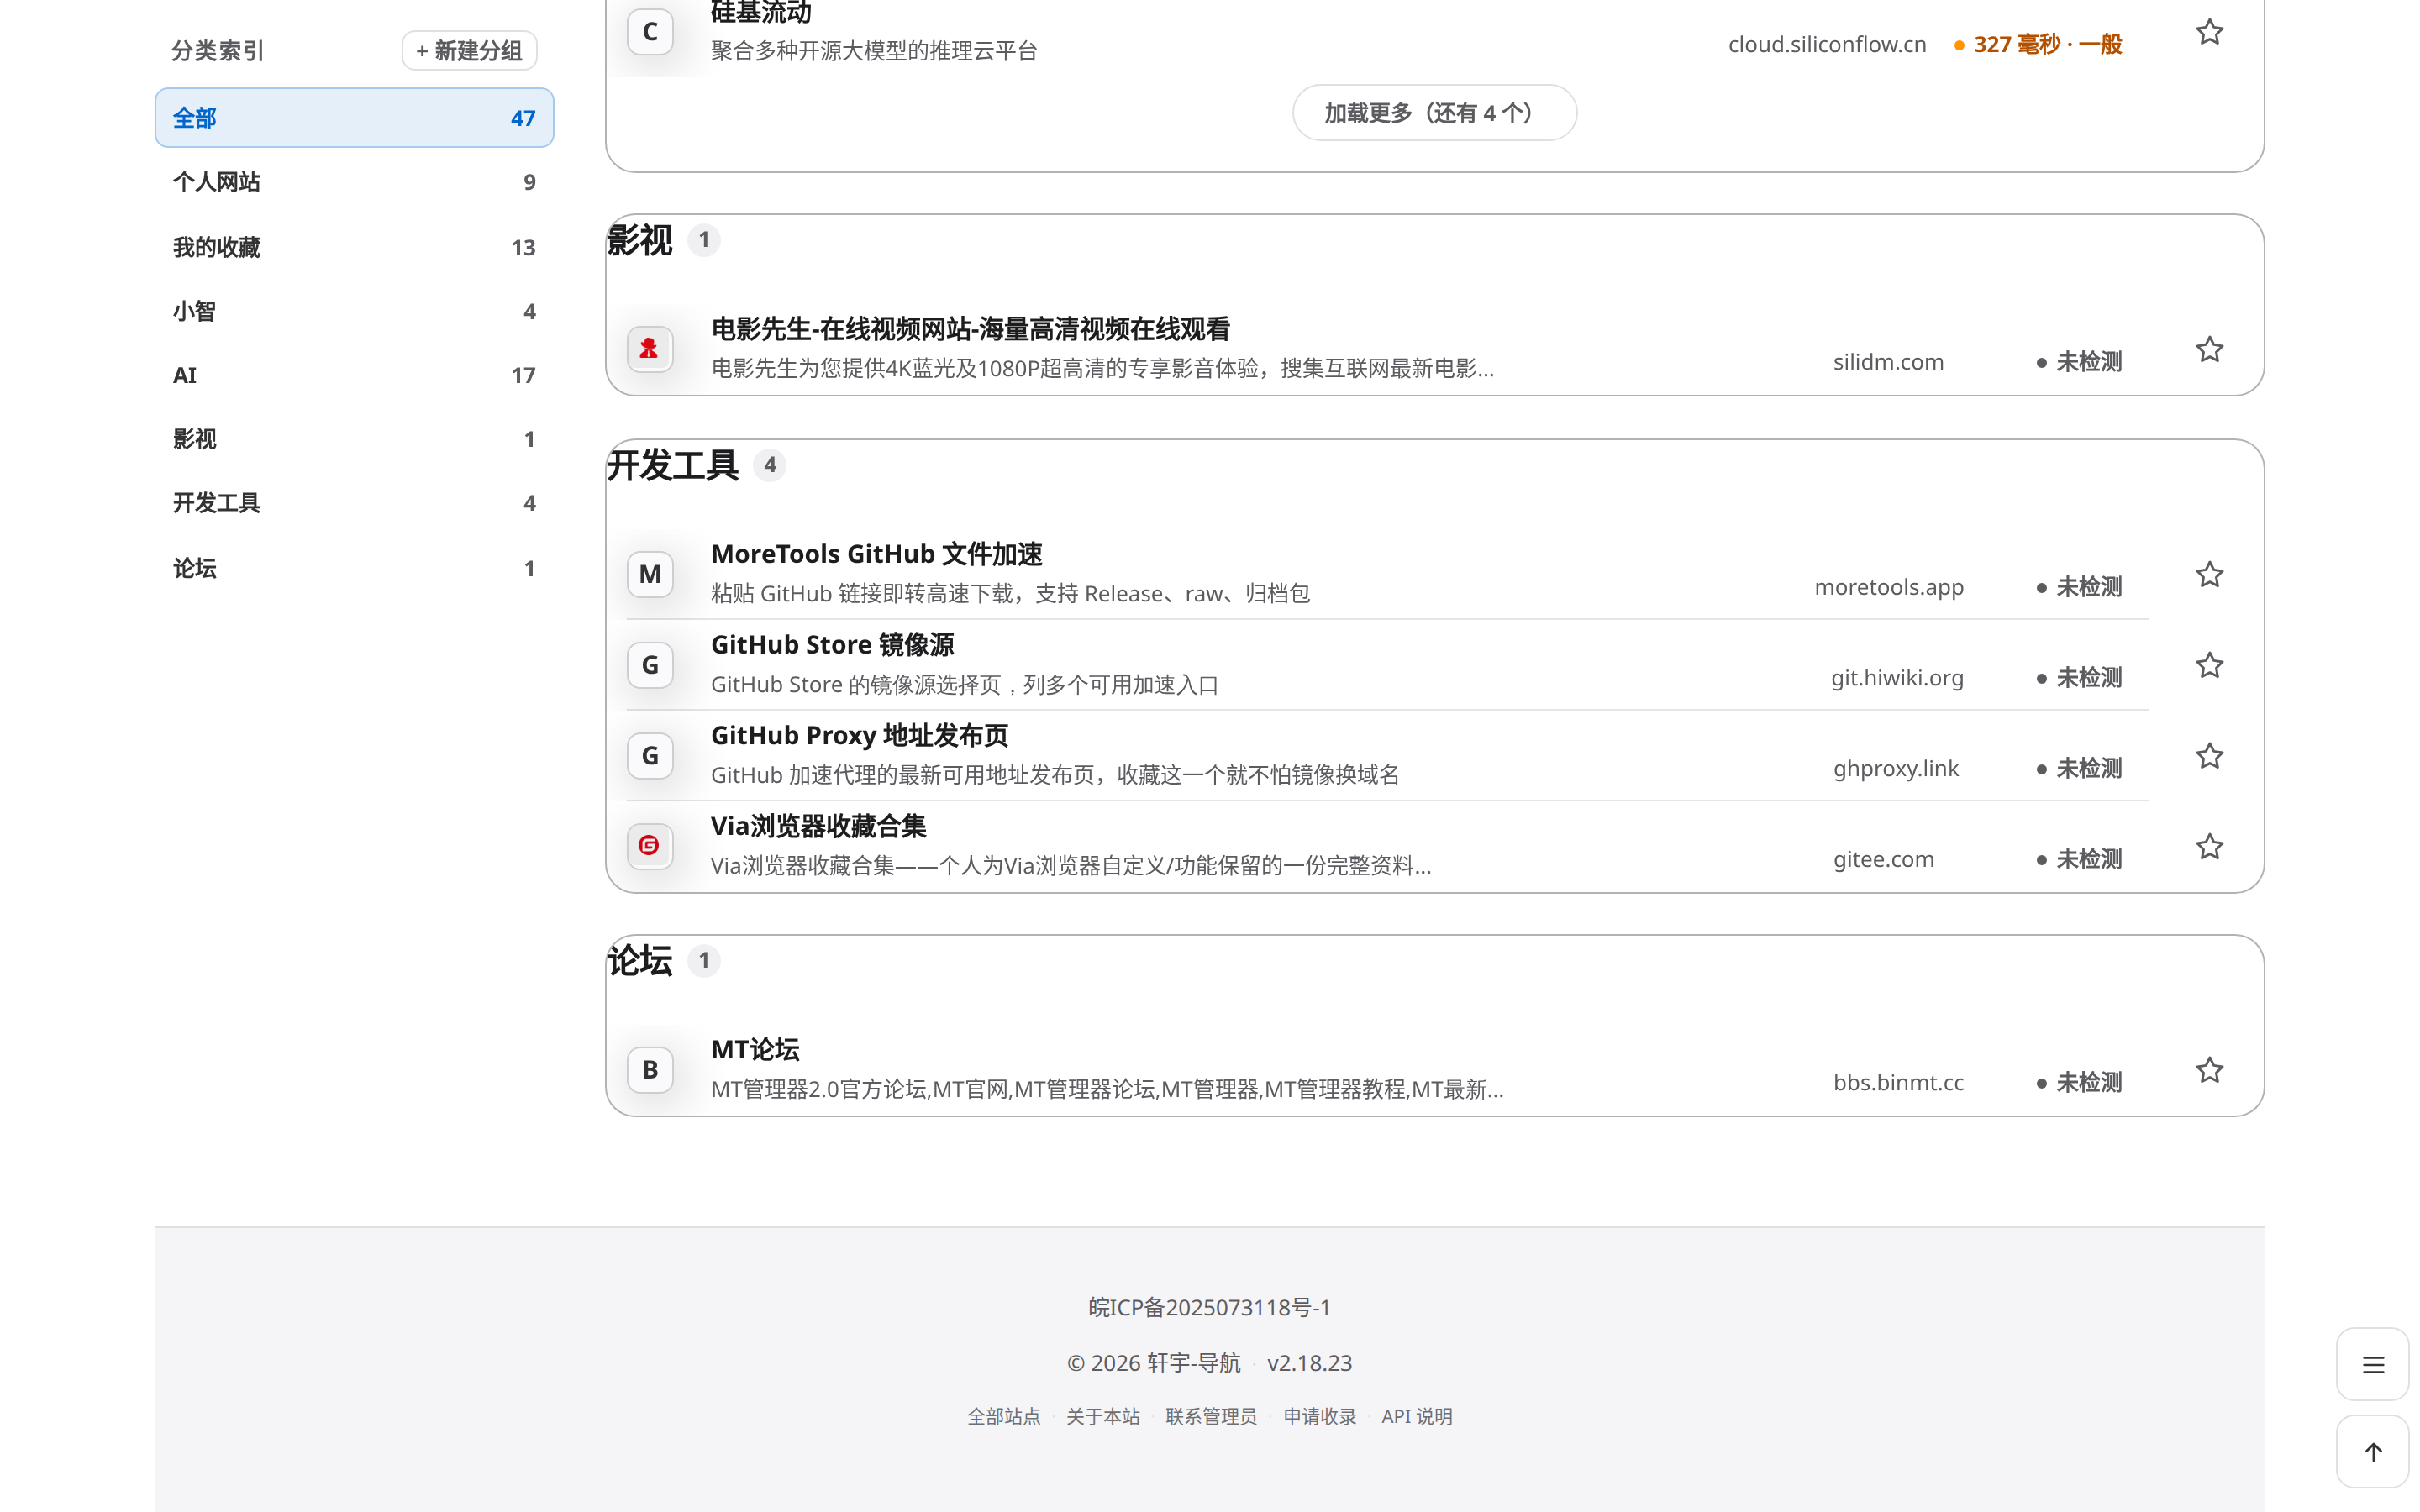 分类索引
+ 新建分组
全部 47
个人网站 9
我的收藏 13
小智 4
AI 17
影视 1
开发工具 4
论坛 1
C
硅基流动
聚合多种开源大模型的推理云平台
cloud.siliconflow.cn
327 毫秒 · 一般
加载更多（还有 4 个）
影视 1
电影先生-在线视频网站-海量高清视频在线观看
电影先生为您提供4K蓝光及1080P超高清的专享影音体验，搜集互联网最新电影...
silidm.com
未检测
开发工具 4
M
MoreTools GitHub 文件加速
粘贴 GitHub 链接即转高速下载，支持 Release、raw、归档包
moretools.app
未检测
G
GitHub Store 镜像源
GitHub Store 的镜像源选择页，列多个可用加速入口
git.hiwiki.org
未检测
G
GitHub Proxy 地址发布页
GitHub 加速代理的最新可用地址发布页，收藏这一个就不怕镜像换域名
ghproxy.link
未检测
G
Via浏览器收藏合集
Via浏览器收藏合集——个人为Via浏览器自定义/功能保留的一份完整资料...
gitee.com
未检测
论坛 1
B
MT论坛
MT管理器2.0官方论坛,MT官网,MT管理器论坛,MT管理器,MT管理器教程,MT最新...
bbs.binmt.cc
未检测
皖ICP备2025073118号-1
© 2026 轩宇-导航 · v2.18.23
全部站点 · 关于本站 · 联系管理员 · 申请收录 · API 说明